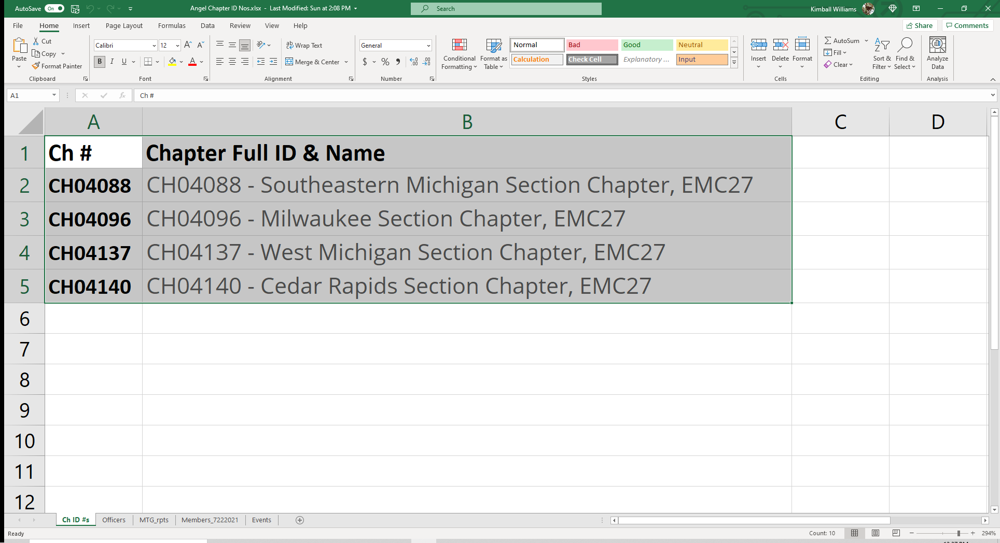 AutoSave On Angel Chapter ID Nos.xlsx - Last Modified: Sun at 2:08 PM Search Kimball Williams
File Home Insert Page Layout Formulas Data Review View Help Share Comments
Paste Cut Copy Format Painter Clipboard
Calibri 12 B I U A Font
Wrap Text Merge & Center Alignment
General $ % Number
Conditional Formatting Format as Table
Normal Bad Good Neutral
Calculation Check Cell Explanatory ... Input
Styles
Insert Delete Format Cells
AutoSum Fill Clear Sort & Filter Find & Select Editing
Analyze Data Analysis
A1 fx Ch #
A B C D
1 Ch # Chapter Full ID & Name
2 CH04088 CH04088 - Southeastern Michigan Section Chapter, EMC27
3 CH04096 CH04096 - Milwaukee Section Chapter, EMC27
4 CH04137 CH04137 - West Michigan Section Chapter, EMC27
5 CH04140 CH04140 - Cedar Rapids Section Chapter, EMC27
6
7
8
9
10
11
12
Ch ID #s Officers MTG_rpts Members_7222021 Events
Ready Count: 10 294%